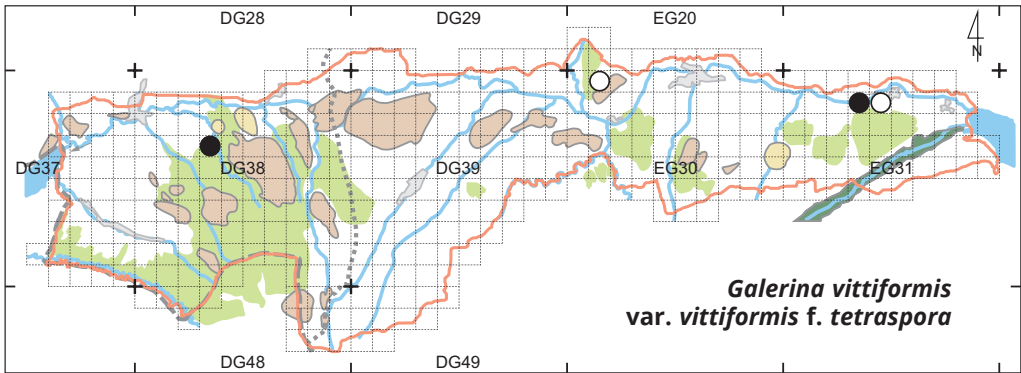 DG28 DG29 EG20
N
DG37 DG38 DG39 EG30 EG31
Galerina vittiformis
var. vittiformis f. tetraspora
DG48 DG49